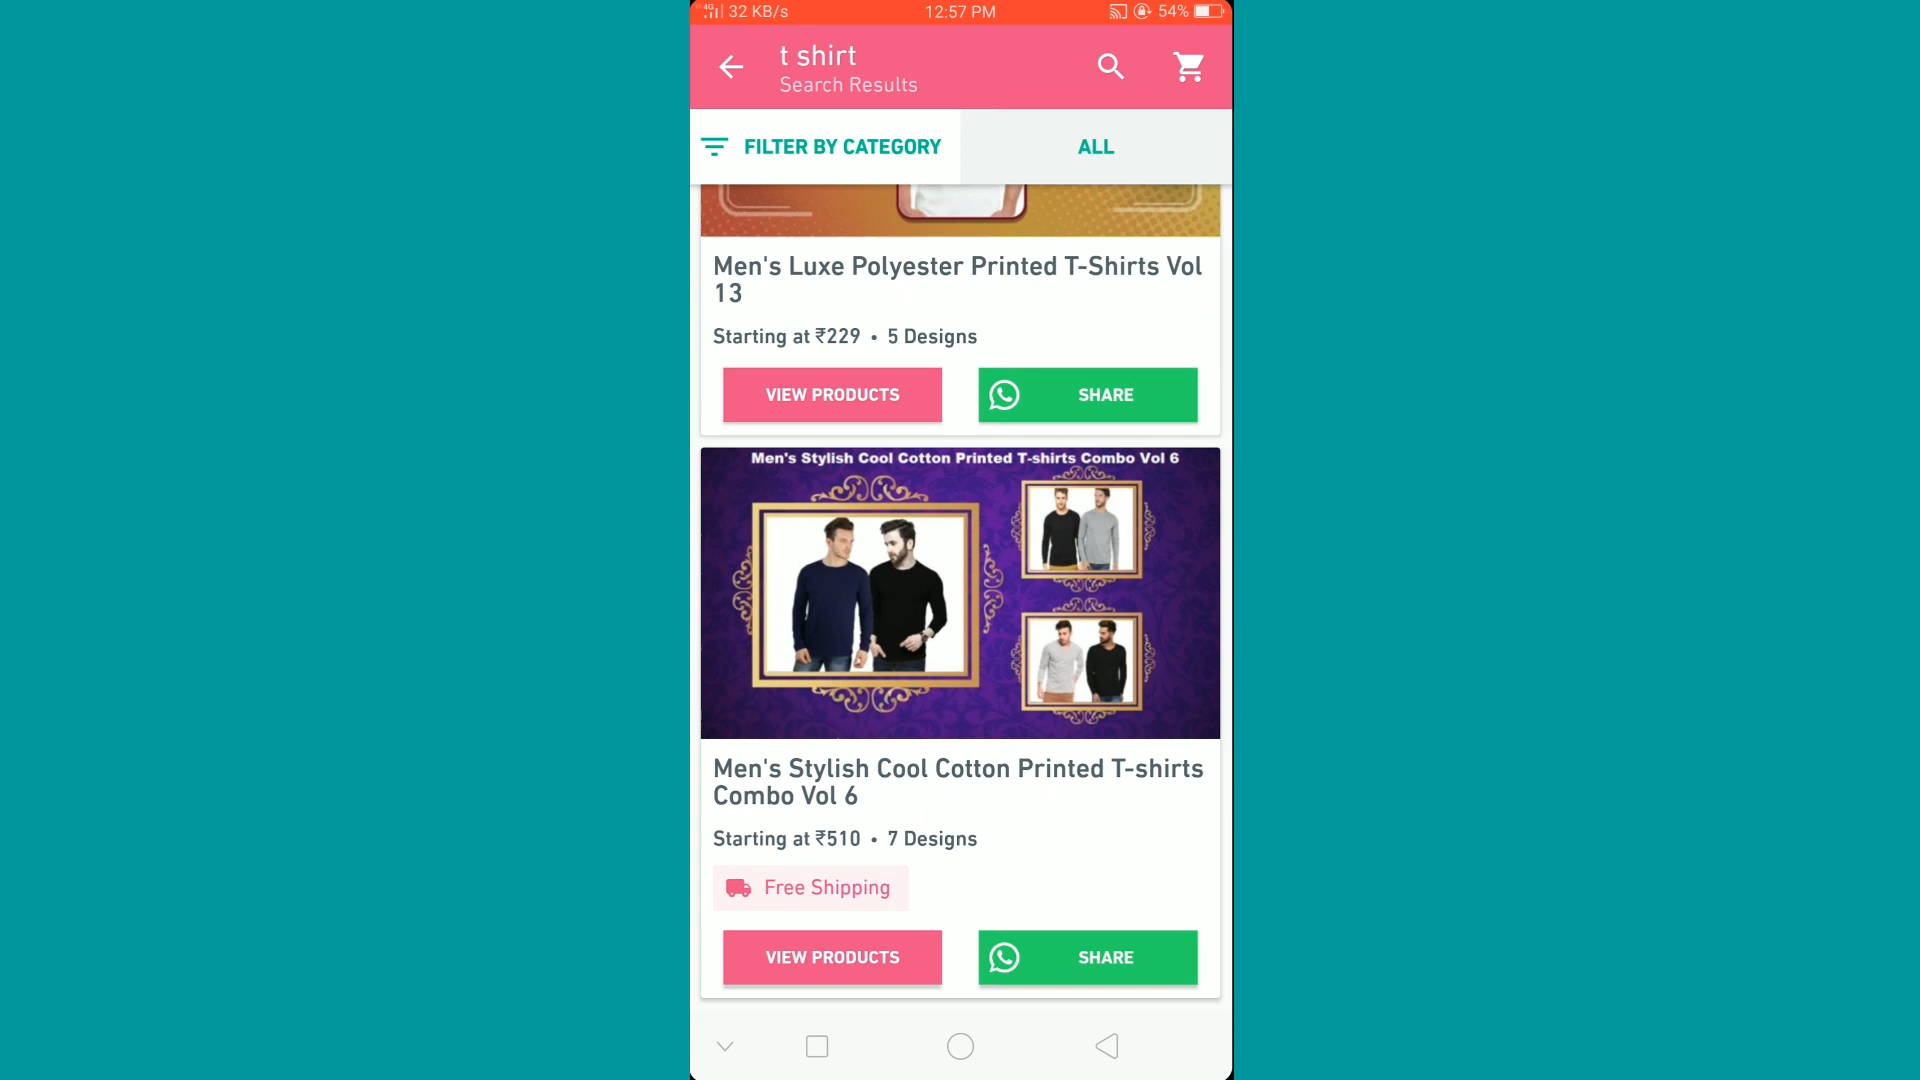 4G 32 KB/s 12:57 PM 54%
t shirt
Search Results
FILTER BY CATEGORY ALL
Men's Luxe Polyester Printed T-Shirts Vol
13
Starting at ₹229 • 5 Designs
VIEW PRODUCTS SHARE
Men's Stylish Cool Cotton Printed T-shirts Combo Vol 6
Men's Stylish Cool Cotton Printed T-shirts
Combo Vol 6
Starting at ₹510 • 7 Designs
Free Shipping
VIEW PRODUCTS SHARE